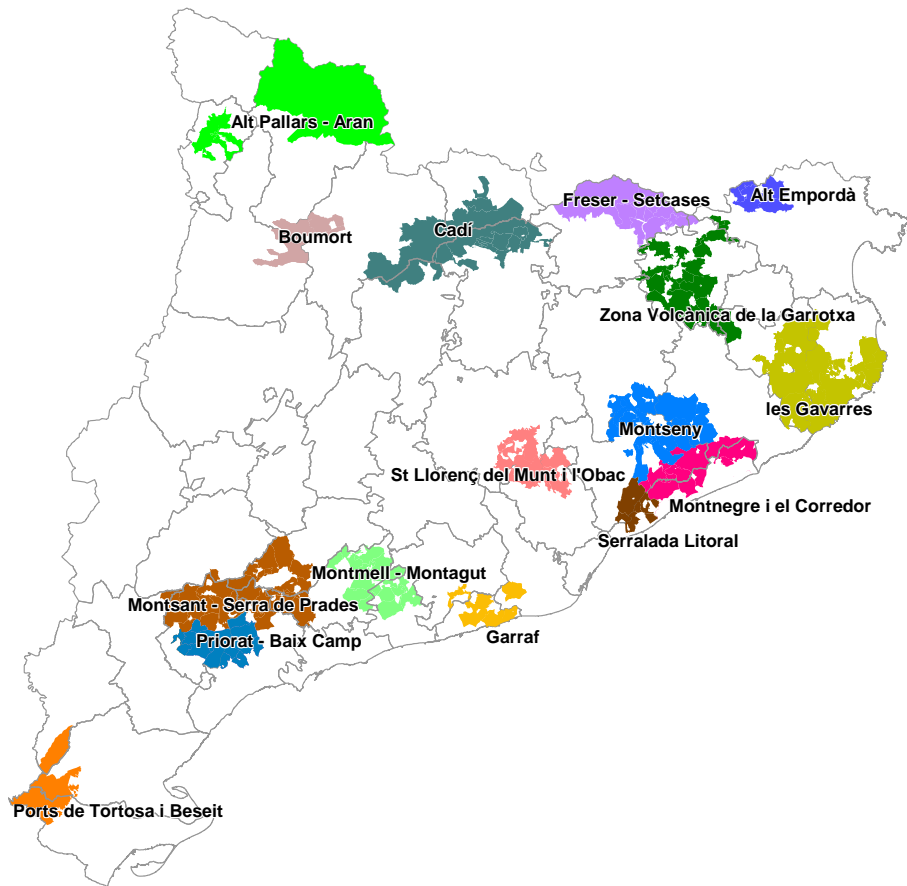 Alt Pallars - Aran
Alt Empordà
Freser - Setcases
Cadí
Boumort
Zona Volcànica de la Garrotxa
les Gavarres
Montseny
St Llorenç del Munt i l'Obac
Montnegre i el Corredor
Serralada Litoral
Montmell - Montagut
Montsant - Serra de Prades
Garraf
Priorat - Baix Camp
Ports de Tortosa i Beseit